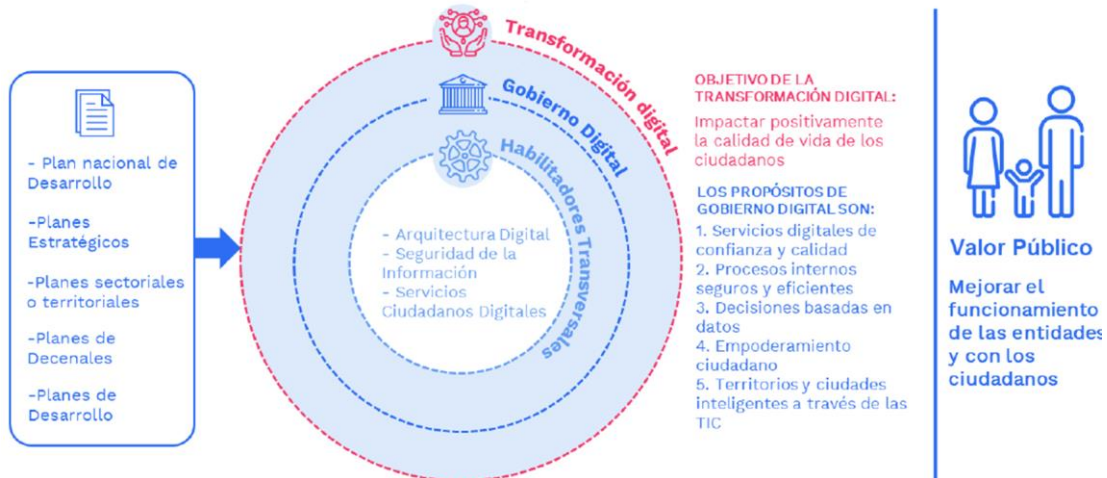 - Plan nacional de
Desarrollo
-Planes
Estratégicos
-Planes sectoriales
o territoriales
-Planes de
Decenales
-Planes de
Desarrollo
Transformación digital
Gobierno Digital
Habilitadores Transversales
- Arquitectura Digital
- Seguridad de la
Información
- Servicios
Ciudadanos Digitales
OBJETIVO DE LA
TRANSFORMACIÓN DIGITAL:
Impactar positivamente
la calidad de vida de los
ciudadanos
LOS PROPÓSITOS DE
GOBIERNO DIGITAL SON:
1. Servicios digitales de
confianza y calidad
2. Procesos internos
seguros y eficientes
3. Decisiones basadas en
datos
4. Empoderamiento
ciudadano
5. Territorios y ciudades
inteligentes a través de las
TIC
Valor Público
Mejorar el
funcionamiento
de las entidades
y con los
ciudadanos